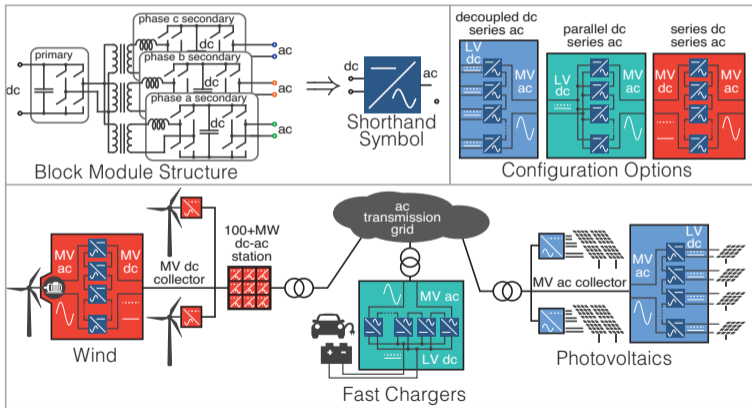 phase c secondary
dc
ac
phase b secondary
dc
ac
phase a secondary
dc
ac
primary
dc
Block Module Structure
dc
ac
Shorthand
Symbol
decoupled dc
series ac
LV
dc
MV
ac
parallel dc
series ac
LV
dc
MV
ac
series dc
series ac
MV
dc
MV
ac
Configuration Options
MV
ac
MV
dc
Wind
MV dc
collector
100+MW
dc-ac
station
ac
transmission
grid
MV ac
LV dc
Fast Chargers
MV ac collector
MV
ac
LV
dc
Photovoltaics